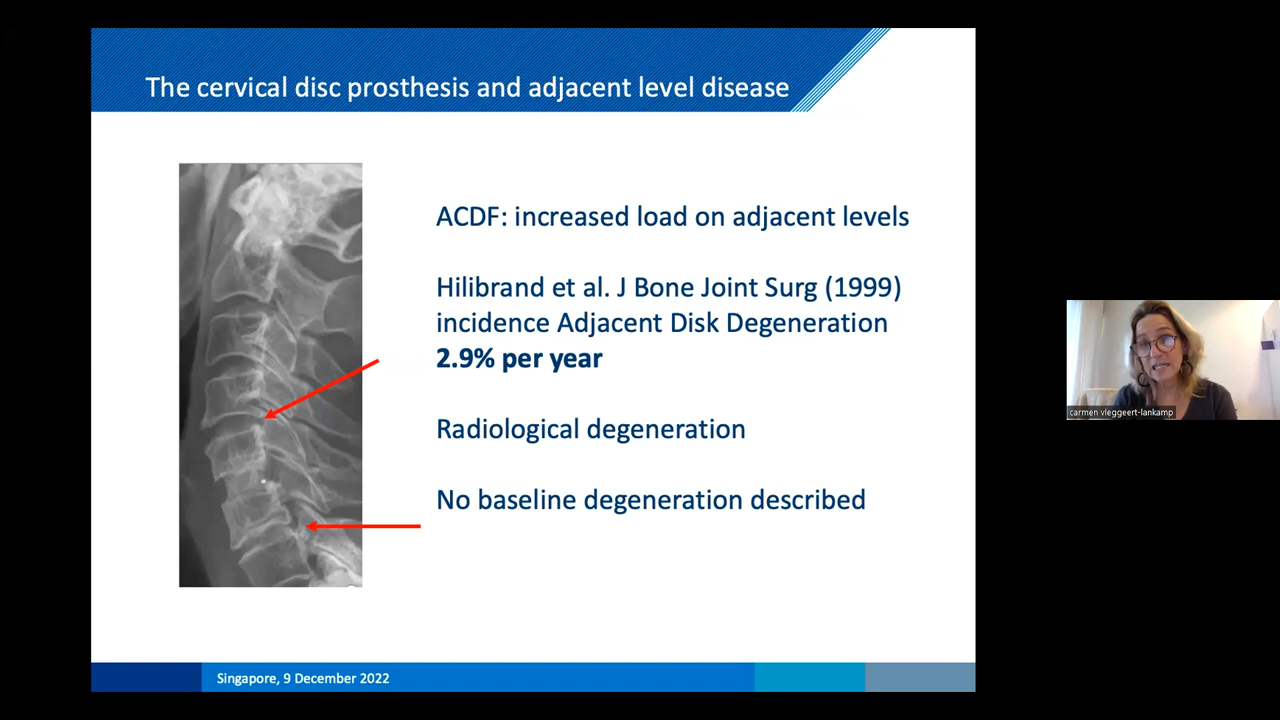 The cervical disc prosthesis and adjacent level disease
ACDF: increased load on adjacent levels
Hilibrand et al. J Bone Joint Surg (1999)
incidence Adjacent Disk Degeneration
2.9% per year
Radiological degeneration
No baseline degeneration described
carmen vleggeert-lankamp
Singapore, 9 December 2022